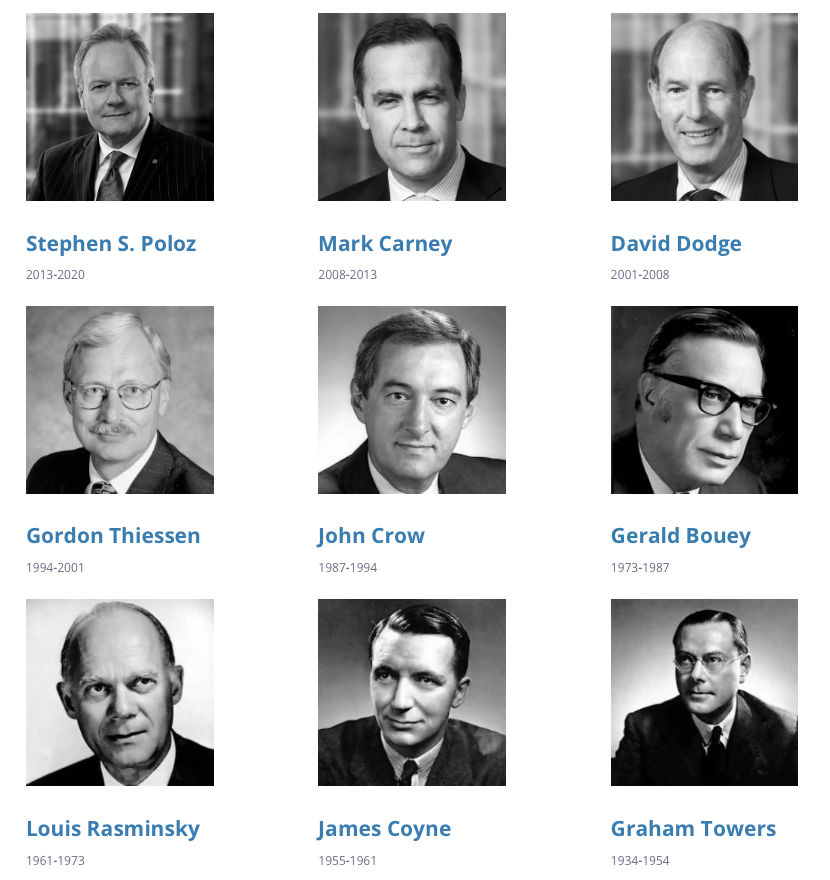 Stephen S. Poloz
2013-2020
Mark Carney
2008-2013
David Dodge
2001-2008
Gordon Thiessen
1994-2001
John Crow
1987-1994
Gerald Bouey
1973-1987
Louis Rasminsky
1961-1973
James Coyne
1955-1961
Graham Towers
1934-1954